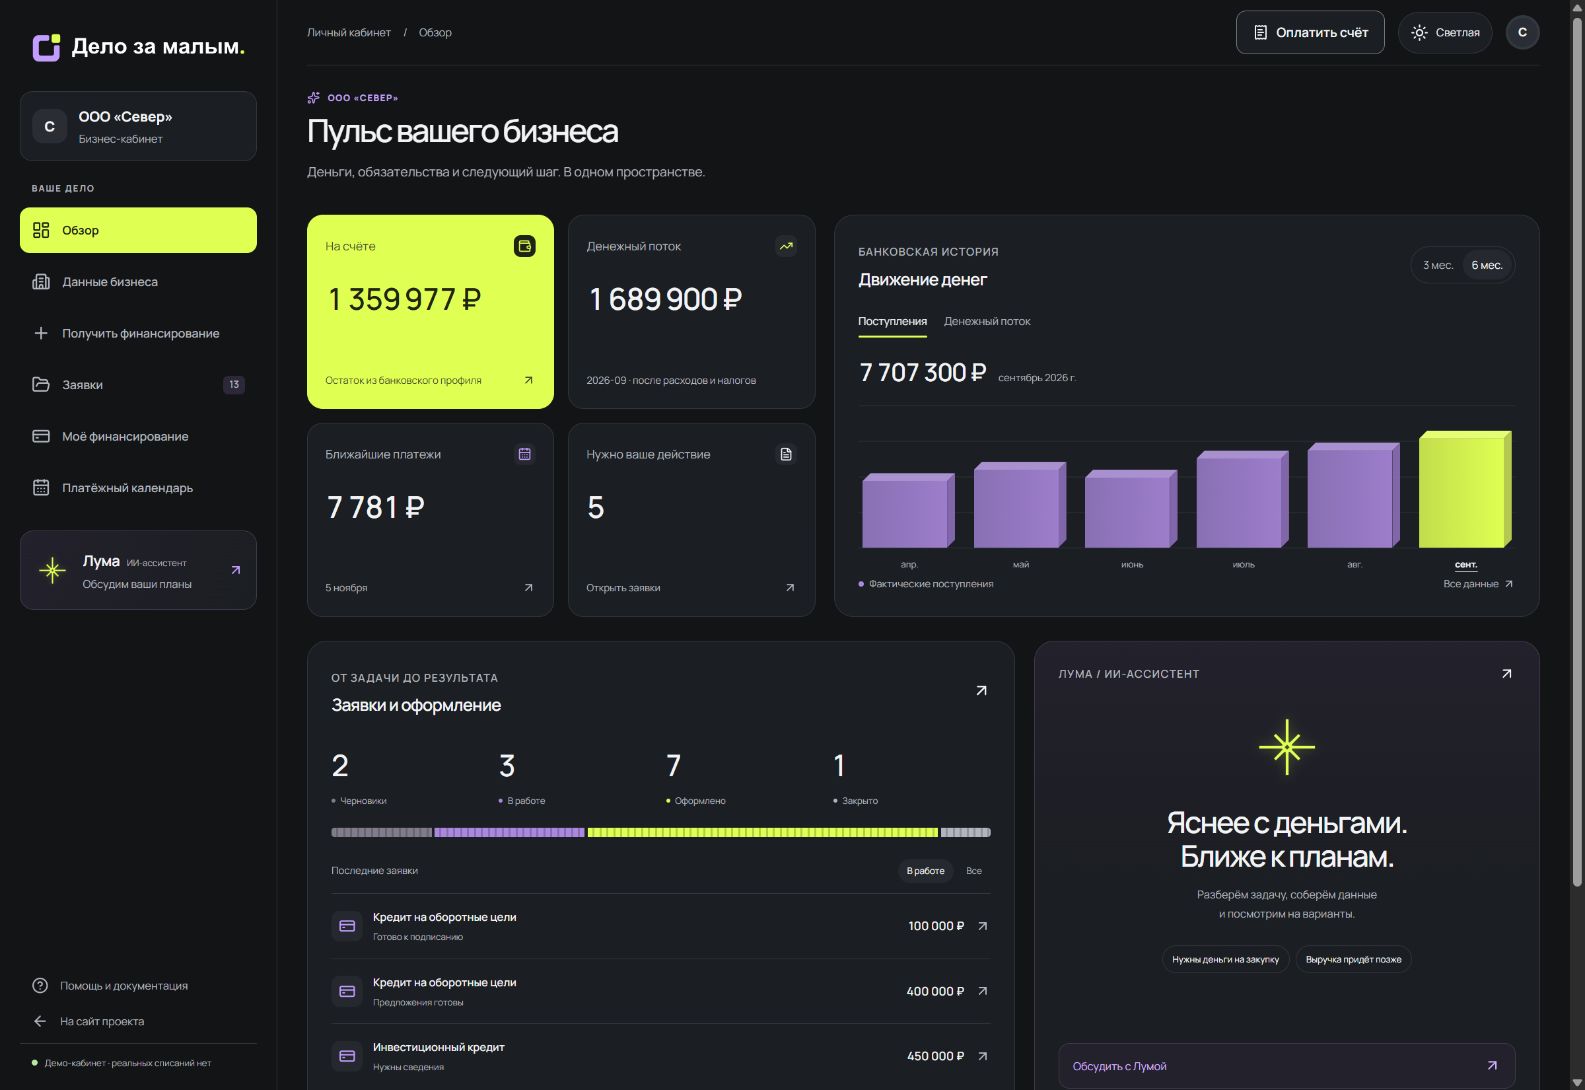 Дело за малым.
С
ООО «Север»
Бизнес-кабинет
ВАШЕ ДЕЛО
Обзор
Данные бизнеса
Получить финансирование
Заявки 13
Моё финансирование
Платёжный календарь
Лума ИИ-ассистент
Обсудим ваши планы
Помощь и документация
На сайт проекта
Демо-кабинет · реальных списаний нет
Личный кабинет / Обзор
Оплатить счёт
Светлая
С
ООО «СЕВЕР»
Пульс вашего бизнеса
Деньги, обязательства и следующий шаг. В одном пространстве.
На счёте
1 359 977 ₽
Остаток из банковского профиля
Денежный поток
1 689 900 ₽
2026-09 · после расходов и налогов
Ближайшие платежи
7 781 ₽
5 ноября
Нужно ваше действие
5
Открыть заявки
БАНКОВСКАЯ ИСТОРИЯ
Движение денег
3 мес. 6 мес.
Поступления Денежный поток
7 707 300 ₽ сентябрь 2026 г.
апр. май июнь июль авг. сент.
Фактические поступления
Все данные
ОТ ЗАДАЧИ ДО РЕЗУЛЬТАТА
Заявки и оформление
2 3 7 1
Черновики В работе Оформлено Закрыто
Последние заявки В работе Все
Кредит на оборотные цели
Готово к подписанию
100 000 ₽
Кредит на оборотные цели
Предложения готовы
400 000 ₽
Инвестиционный кредит
Нужны сведения
450 000 ₽
ЛУМА / ИИ-АССИСТЕНТ
Яснее с деньгами.
Ближе к планам.
Разберём задачу, соберём данные
и посмотрим на варианты.
Нужны деньги на закупку Выручка придёт позже
Обсудить с Лумой